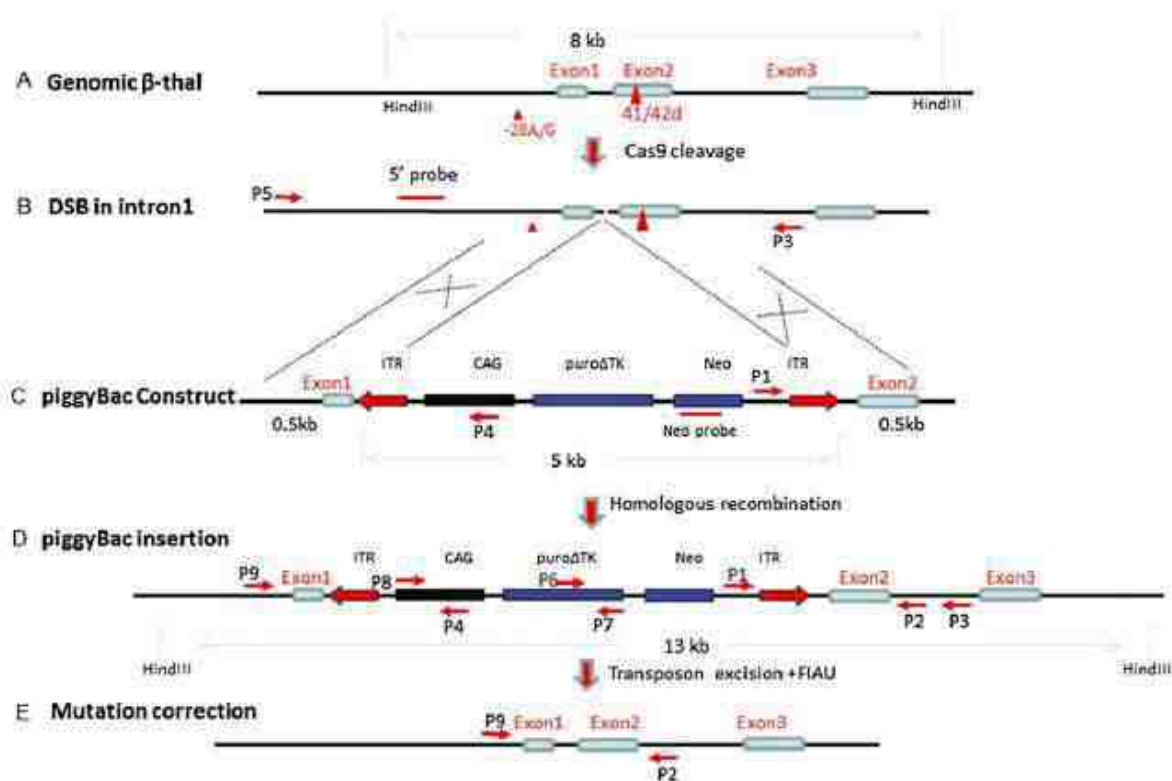 8 kb
A Genomic β-thal
Exon1 Exon2 Exon3
HindIII HindIII
-28A/G 41/42d
Cas9 cleavage
5' probe
P5
B DSB in intron1
P3
ITR CAG puroΔTK Neo ITR
P1
C piggyBac Construct
Exon1 Exon2
0.5kb P4 Neo probe 0.5kb
5 kb
Homologous recombination
D piggyBac insertion
ITR CAG puroΔTK Neo ITR
P9 Exon1 P8 P6 P1 Exon2 Exon3
P4 P7 P2 P3
13 kb
HindIII HindIII
Transposon excision +FIAU
E Mutation correction
P9 Exon1 Exon2 Exon3
P2